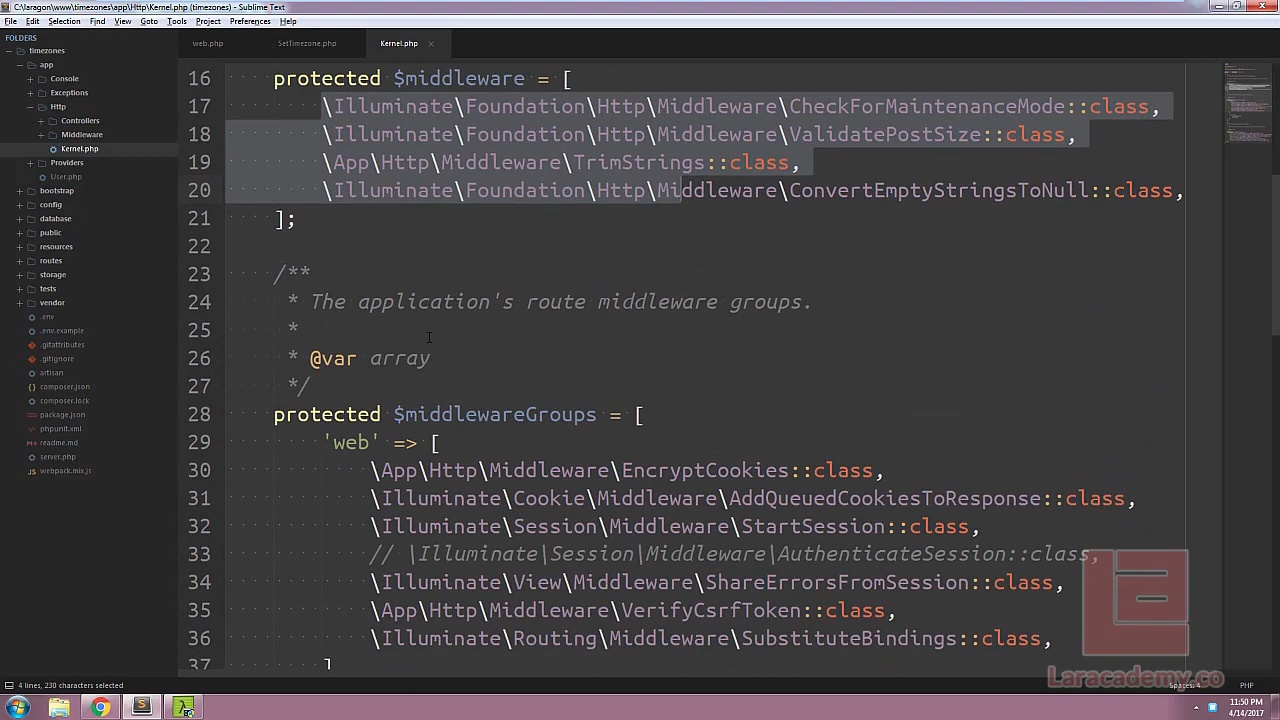 C:\laragon\www\timezones\app\Http\Kernel.php (timezones) - Sublime Text
File Edit Selection Find View Goto Tools Project Preferences Help
FOLDERS
timezones
app
Console
Exceptions
Http
Controllers
Middleware
Kernel.php
Providers
User.php
bootstrap
config
database
public
resources
routes
storage
tests
vendor
.env
.env.example
.gitattributes
.gitignore
artisan
composer.json
composer.lock
package.json
phpunit.xml
readme.md
server.php
webpack.mix.js
web.php SetTimezone.php Kernel.php
16 protected $middleware = [
17 \Illuminate\Foundation\Http\Middleware\CheckForMaintenanceMode::class,
18 \Illuminate\Foundation\Http\Middleware\ValidatePostSize::class,
19 \App\Http\Middleware\TrimStrings::class,
20 \Illuminate\Foundation\Http\Middleware\ConvertEmptyStringsToNull::class,
21 ];
22
23 /**
24 * The application's route middleware groups.
25 *
26 * @var array
27 */
28 protected $middlewareGroups = [
29 'web' => [
30 \App\Http\Middleware\EncryptCookies::class,
31 \Illuminate\Cookie\Middleware\AddQueuedCookiesToResponse::class,
32 \Illuminate\Session\Middleware\StartSession::class,
33 // \Illuminate\Session\Middleware\AuthenticateSession::class,
34 \Illuminate\View\Middleware\ShareErrorsFromSession::class,
35 \App\Http\Middleware\VerifyCsrfToken::class,
36 \Illuminate\Routing\Middleware\SubstituteBindings::class,
37 ]
Laracademy.co
4 lines, 230 characters selected
Spaces: 4 PHP
11:50 PM
4/14/2017